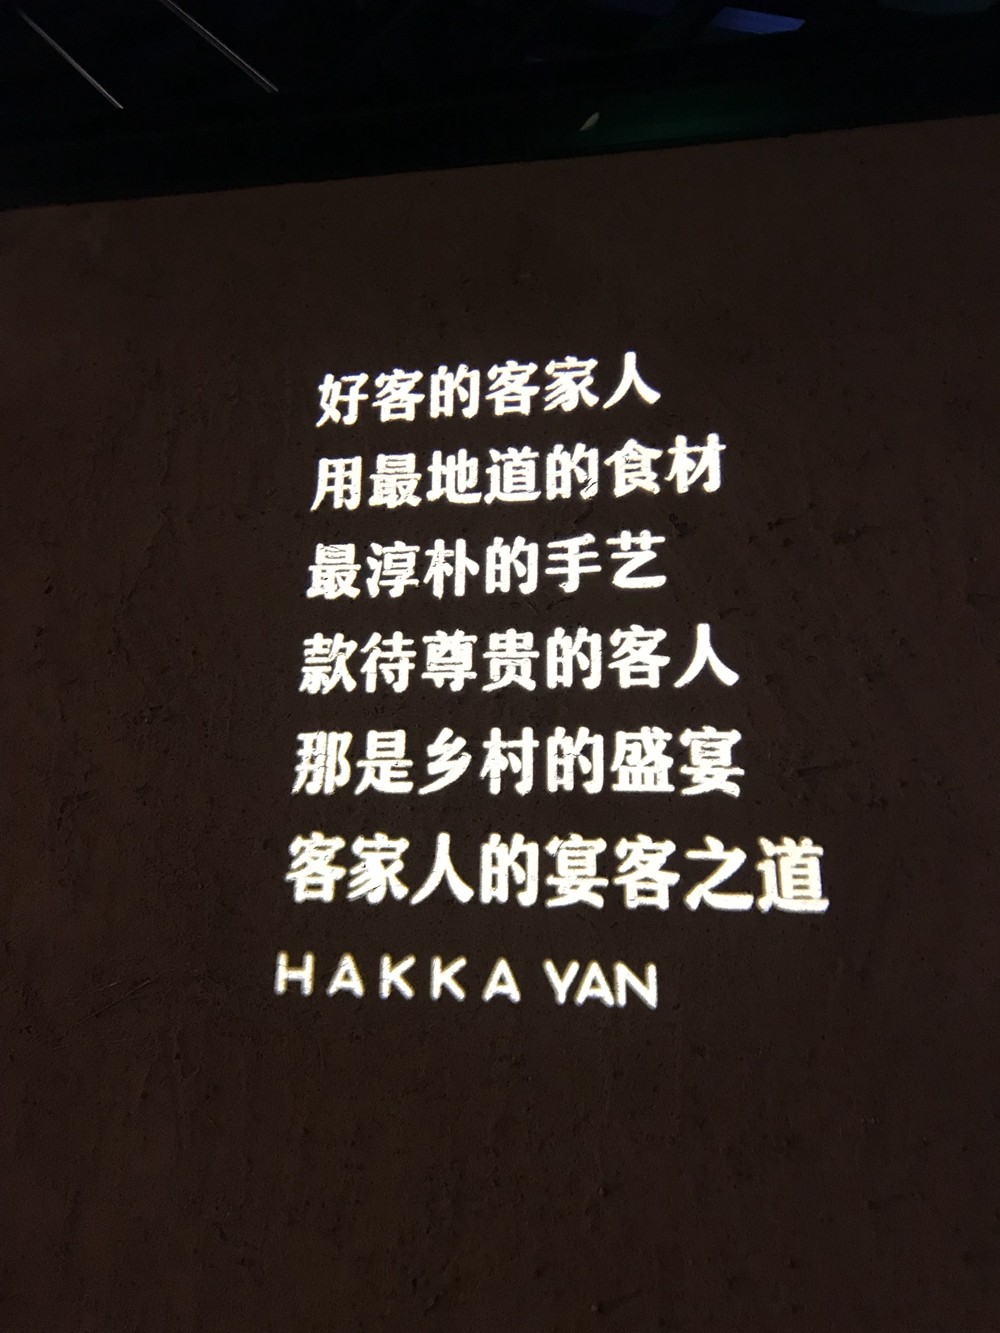 好客的客家人
用最地道的食材
最淳朴的手艺
款待尊贵的客人
那是乡村的盛宴
客家人的宴客之道
HAKKA YAN